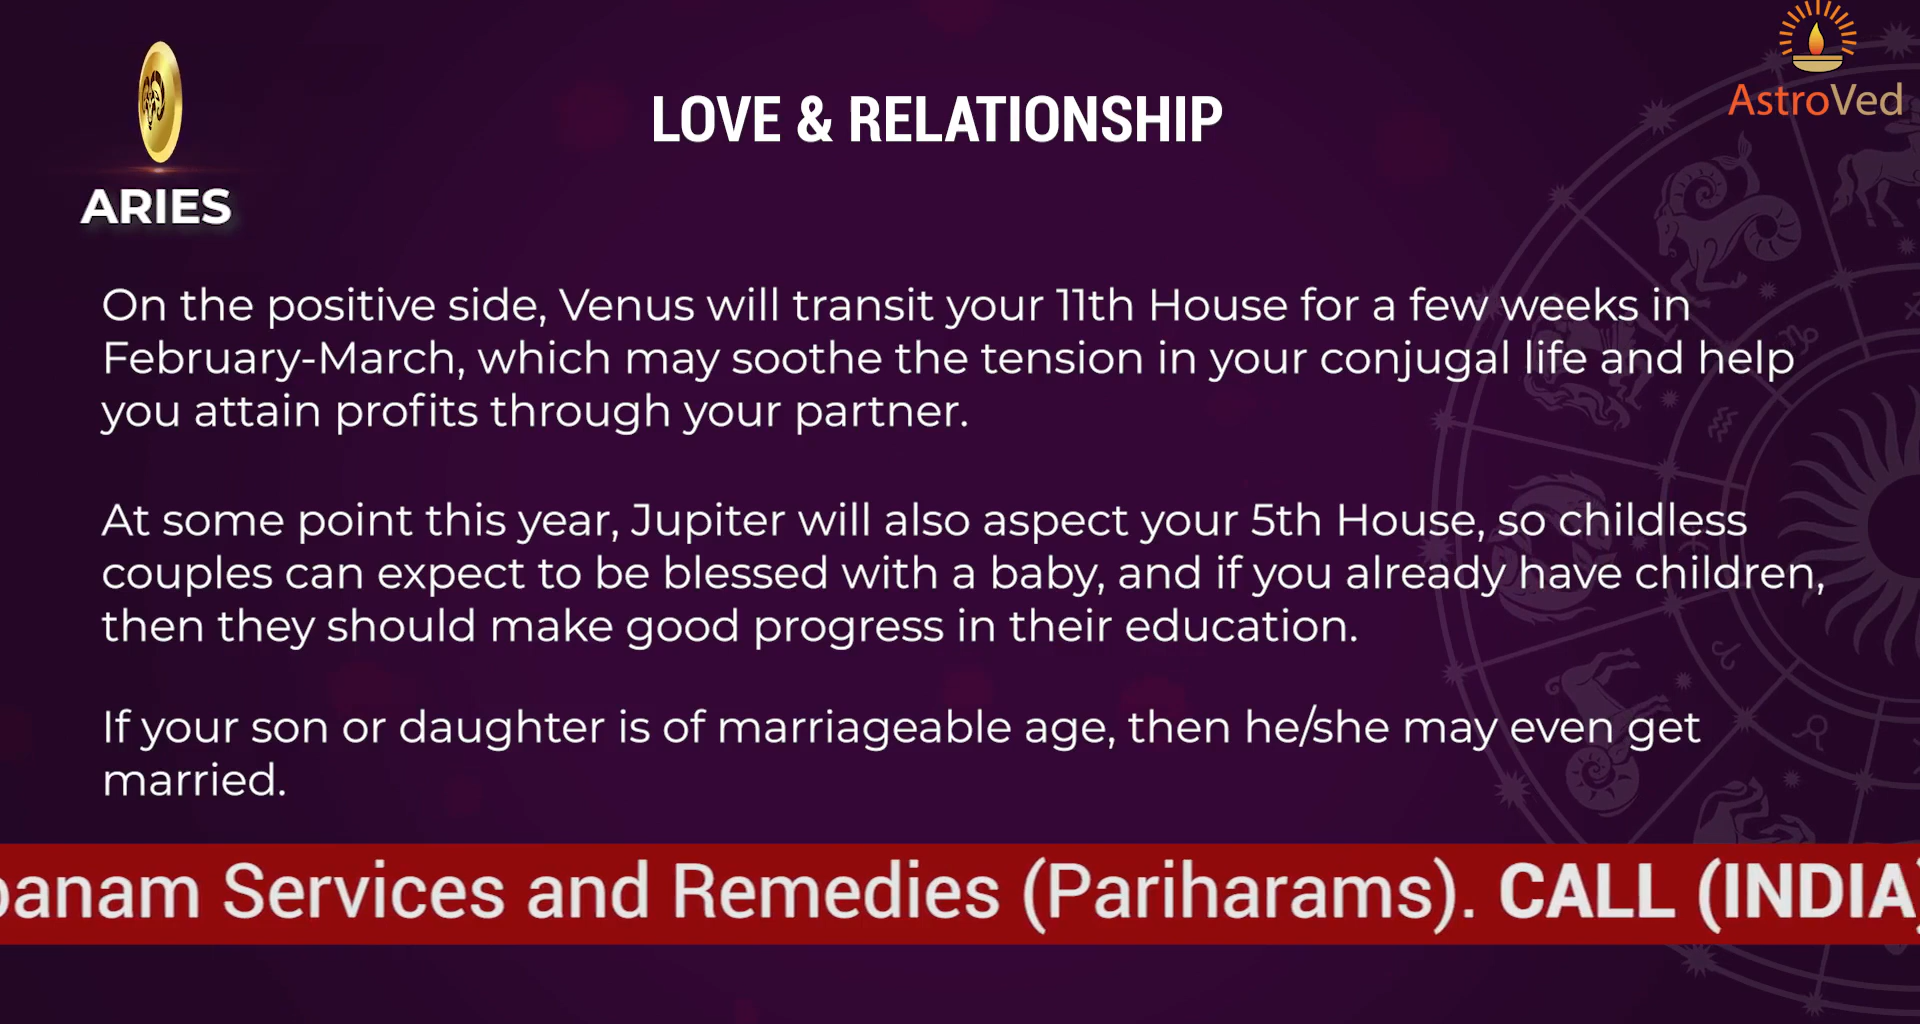 AstroVed
LOVE & RELATIONSHIP
ARIES
On the positive side, Venus will transit your 11th House for a few weeks in
February-March, which may soothe the tension in your conjugal life and help
you attain profits through your partner.
At some point this year, Jupiter will also aspect your 5th House, so childless
couples can expect to be blessed with a baby, and if you already have children,
then they should make good progress in their education.
If your son or daughter is of marriageable age, then he/she may even get
married.
panam Services and Remedies (Pariharams). CALL (INDIA)